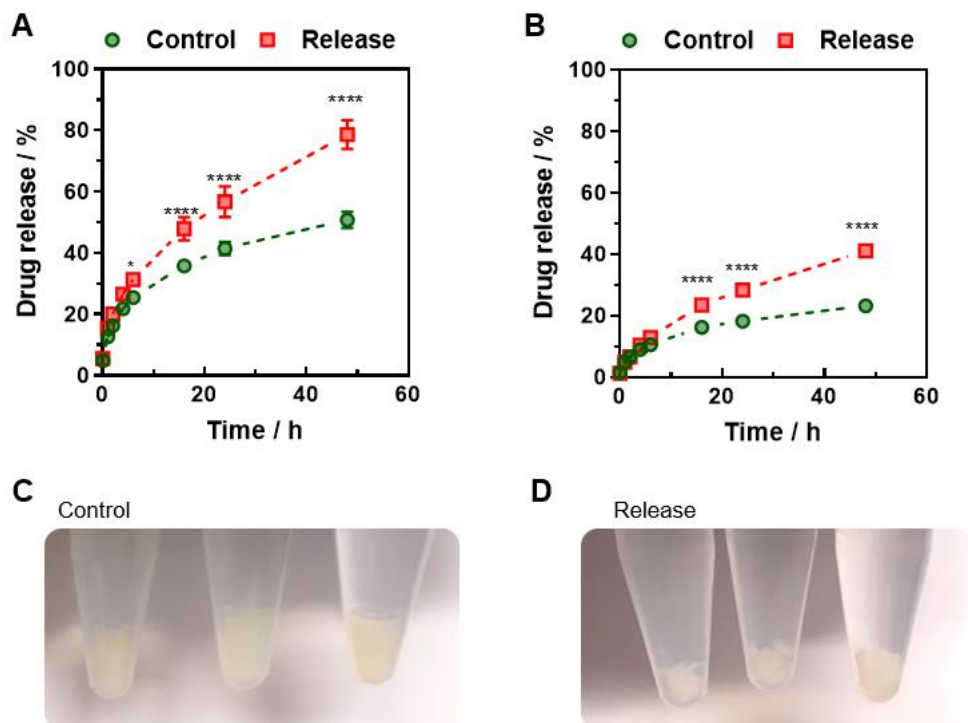 A
Control Release
100
80
60
40
20
0
Drug release / %
*
****
****
****
0 20 40 60
Time / h
B
Control Release
100
80
60
40
20
0
Drug release / %
****
****
****
0 20 40 60
Time / h
C
Control
D
Release